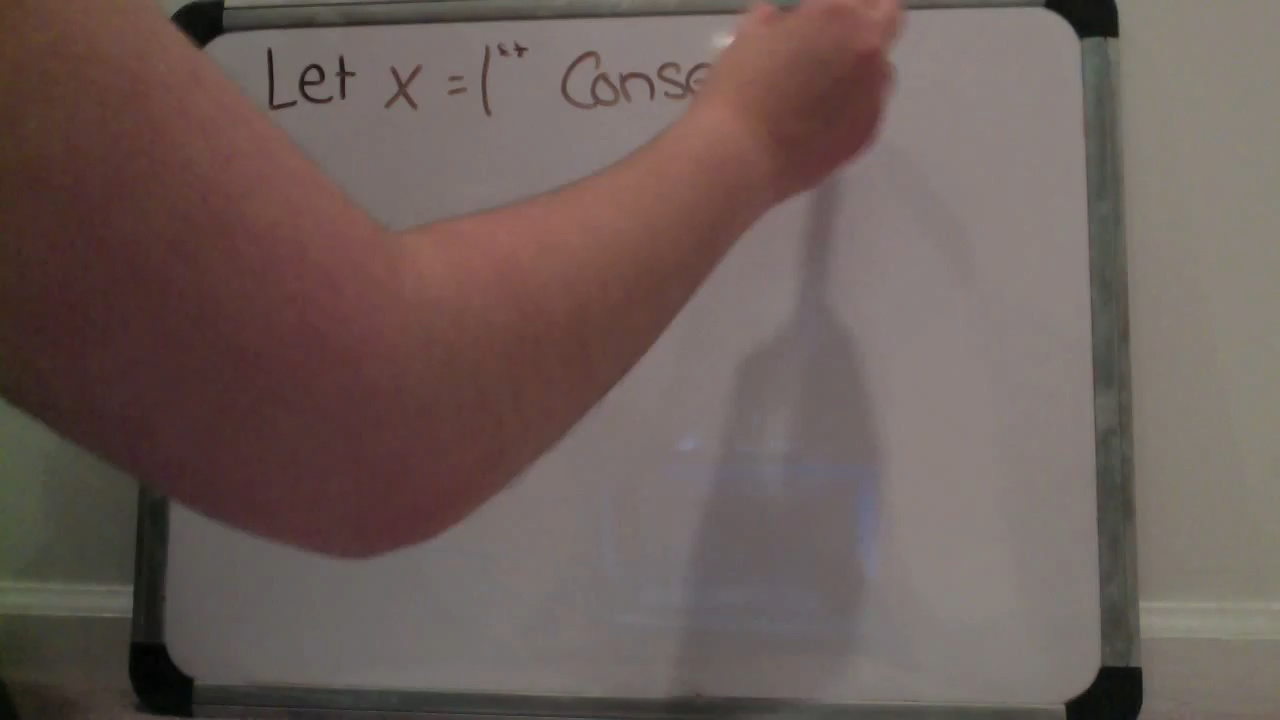 Let x = 1st Conse